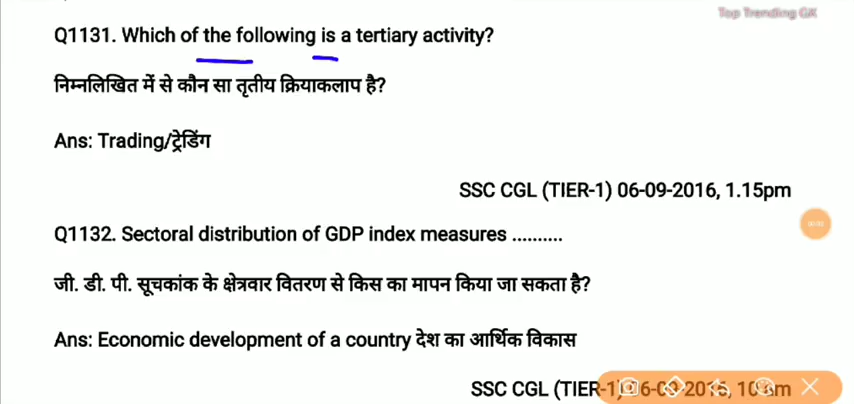 Top Trending GK
Q1131. Which of the following is a tertiary activity?
निम्नलिखित में से कौन सा तृतीय क्रियाकलाप है?
Ans: Trading/ट्रेडिंग
SSC CGL (TIER-1) 06-09-2016, 1.15pm
Q1132. Sectoral distribution of GDP index measures ..........
जी. डी. पी. सूचकांक के क्षेत्रवार वितरण से किस का मापन किया जा सकता है?
Ans: Economic development of a country देश का आर्थिक विकास
SSC CGL (TIER-1)